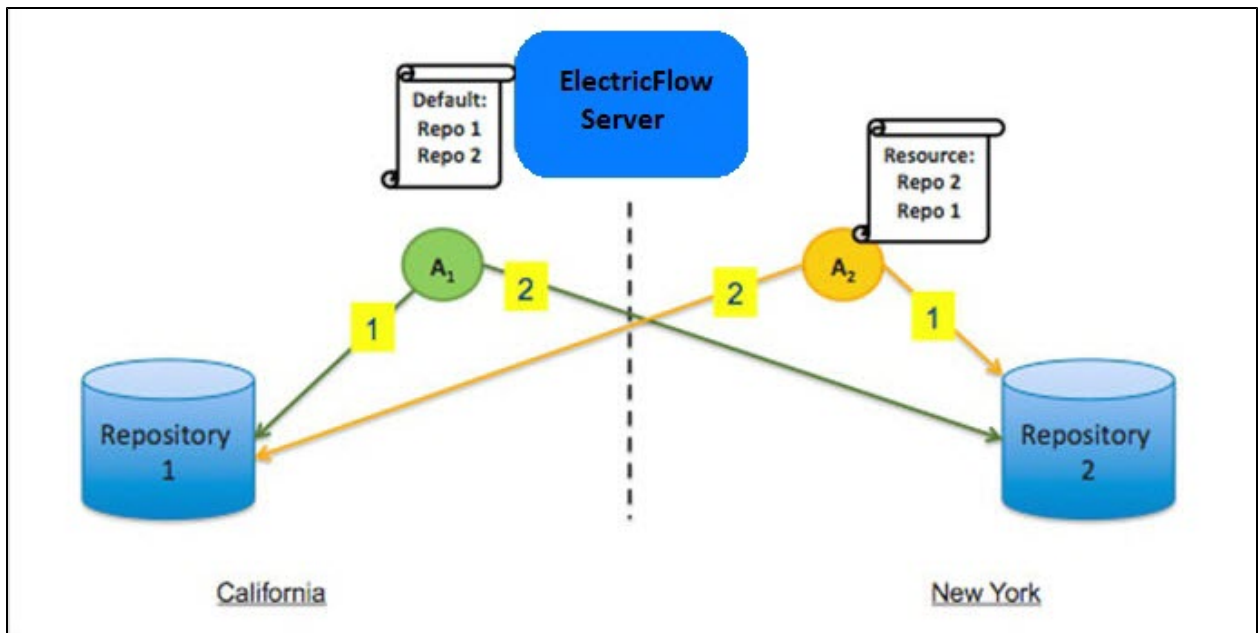 ElectricFlow
Server
Default:
Repo 1
Repo 2
Resource:
Repo 2
Repo 1
A₁
A₂
2
2
1
1
Repository
1
Repository
2
California
New York